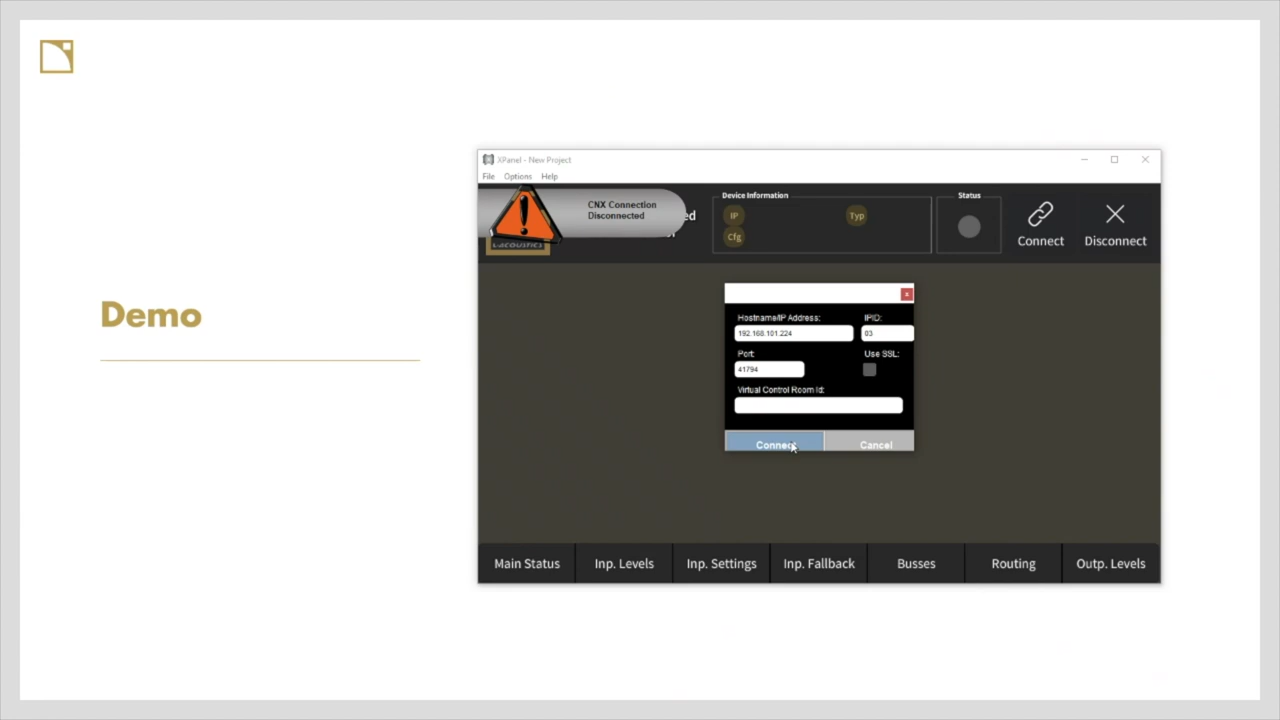 Demo
XPanel - New Project
File Options Help
CNX Connection
Disconnected
ed
Device Information
IP
Typ
Cfg
Status
Connect
Disconnect
Hostname/IP Address:
IPID:
192.168.101.224
03
Port:
Use SSL:
41794
Virtual Control Room Id:
Connect
Cancel
Main Status
Inp. Levels
Inp. Settings
Inp. Fallback
Busses
Routing
Outp. Levels